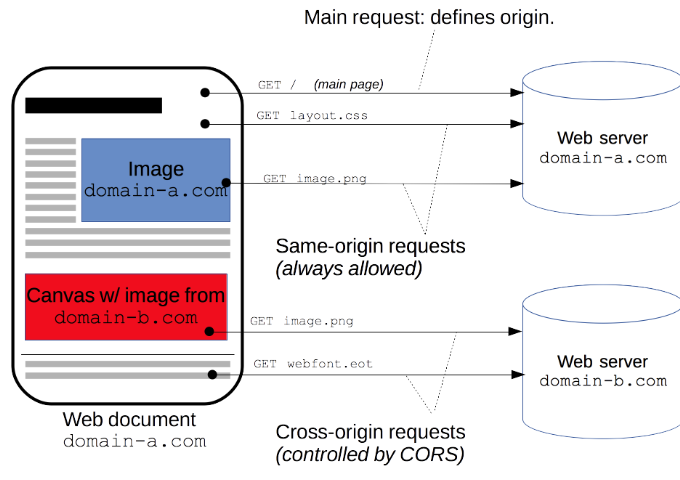 Main request: defines origin.
GET / (main page)
GET layout.css
Web server
domain-a.com
Image
domain-a.com
GET image.png
Same-origin requests
(always allowed)
Canvas w/ image from
domain-b.com
GET image.png
GET webfont.eot
Web server
domain-b.com
Web document
domain-a.com
Cross-origin requests
(controlled by CORS)